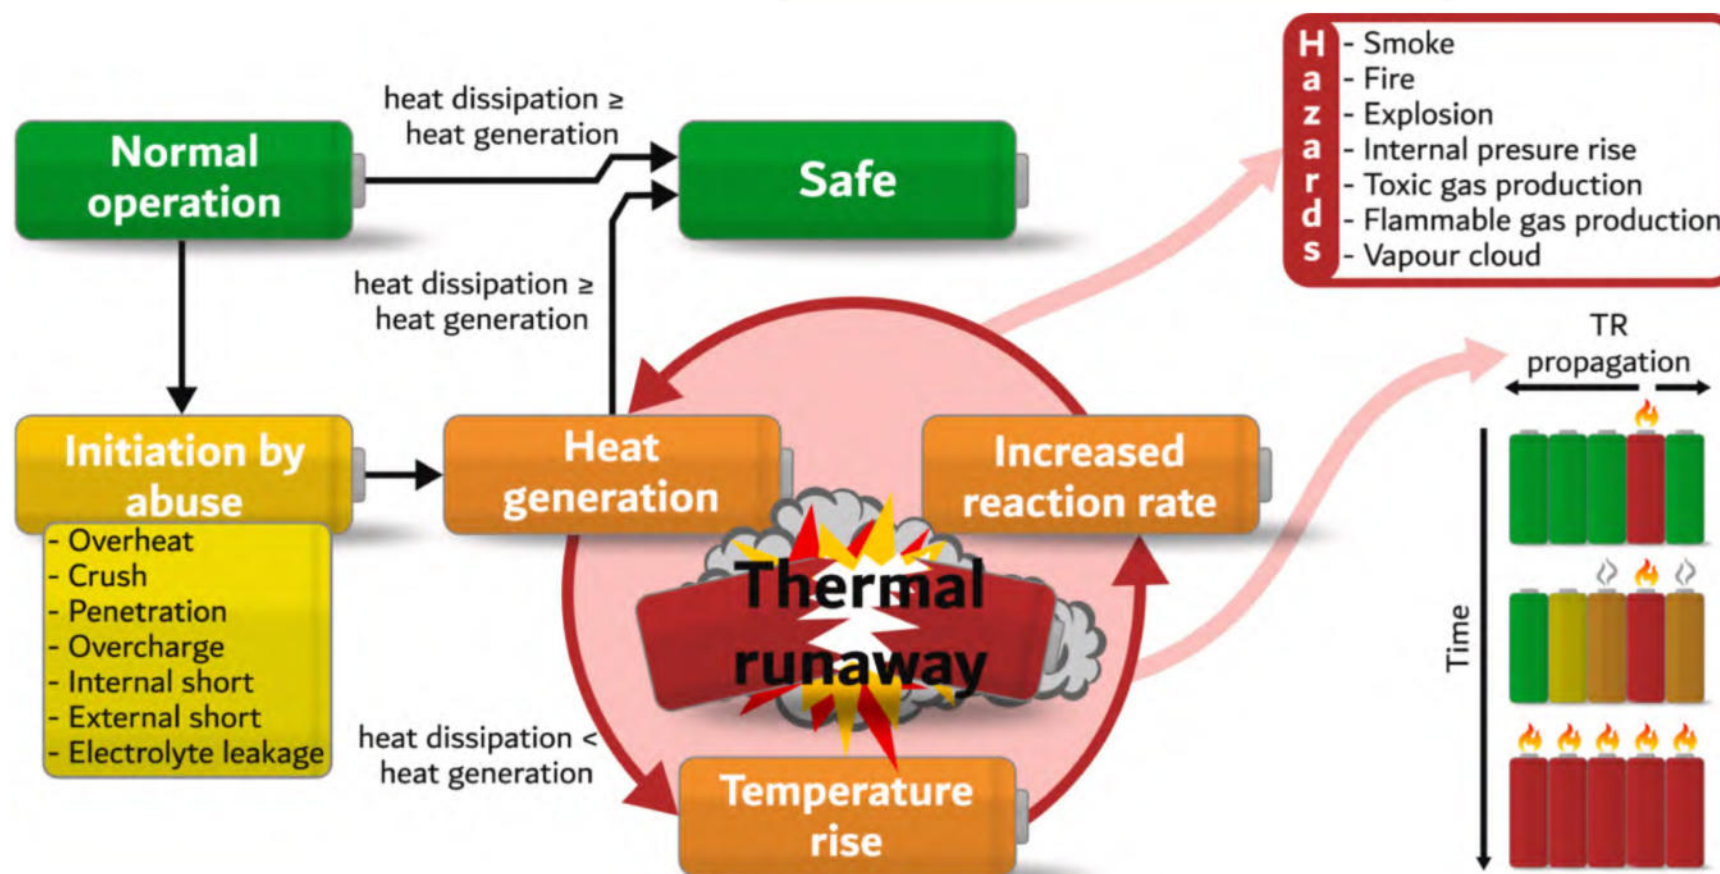 Normal
operation
heat dissipation ≥
heat generation
Safe
heat dissipation ≥
heat generation
Initiation by
abuse
- Overheat
- Crush
- Penetration
- Overcharge
- Internal short
- External short
- Electrolyte leakage
Heat
generation
Increased
reaction rate
Thermal
runaway
heat dissipation <
heat generation
Temperature
rise
Hazards
- Smoke
- Fire
- Explosion
- Internal presure rise
- Toxic gas production
- Flammable gas production
- Vapour cloud
TR
propagation
Time